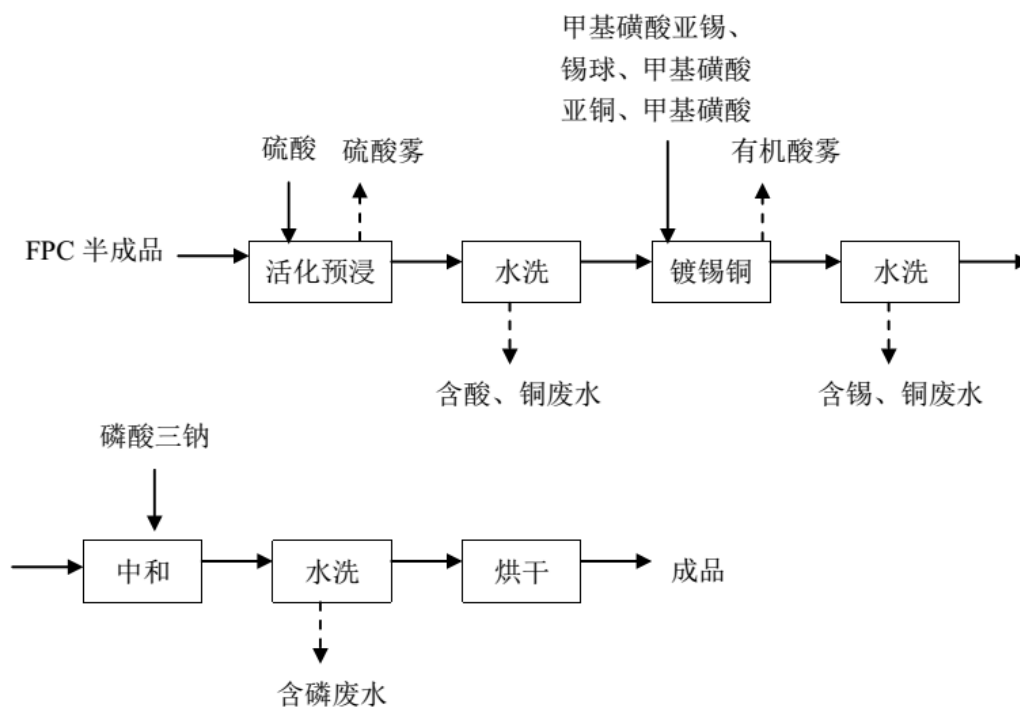 甲基磺酸亚锡、
锡球、甲基磺酸
亚铜、甲基磺酸
硫酸
硫酸雾
有机酸雾
FPC 半成品
活化预浸
水洗
镀锡铜
水洗
含酸、铜废水
含锡、铜废水
磷酸三钠
中和
水洗
烘干
成品
含磷废水